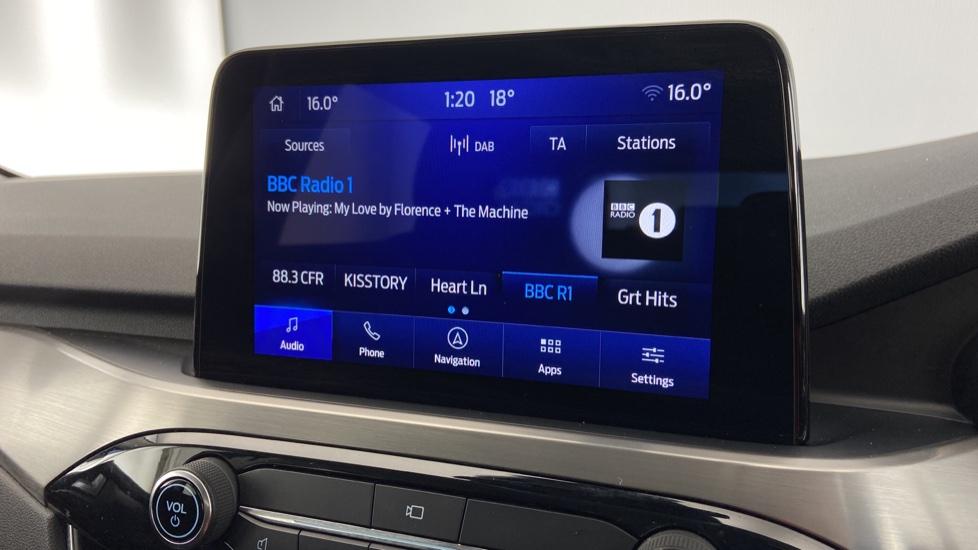 16.0° 1:20 18° 16.0°
Sources DAB TA Stations
BBC Radio 1
Now Playing: My Love by Florence + The Machine
BBC
RADIO 1
88.3 CFR KISSTORY Heart Ln BBC R1 Grt Hits
Audio Phone Navigation Apps Settings
VOL